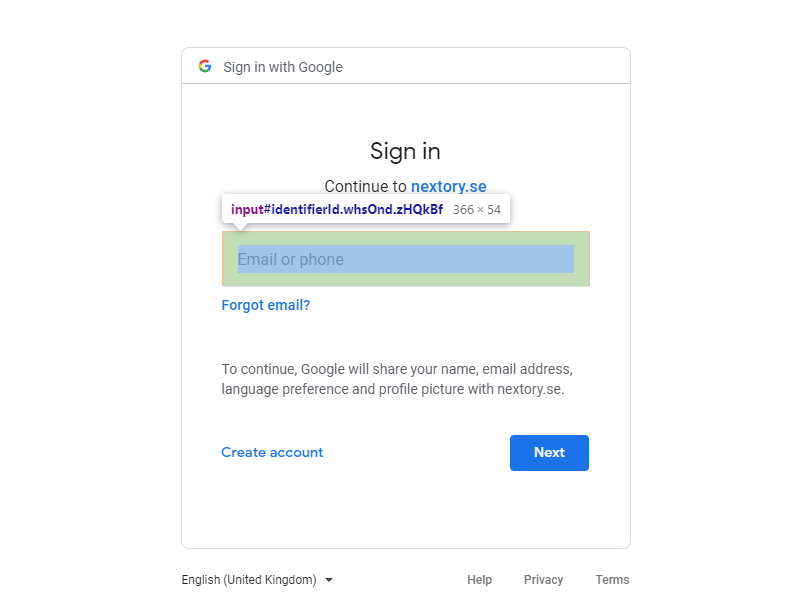 Sign in with Google
Sign in
Continue to nextory.se
input#identifierId.whsOnd.zHQkBf 366 × 54
Email or phone
Forgot email?
To continue, Google will share your name, email address,
language preference and profile picture with nextory.se.
Create account
Next
English (United Kingdom)
Help
Privacy
Terms